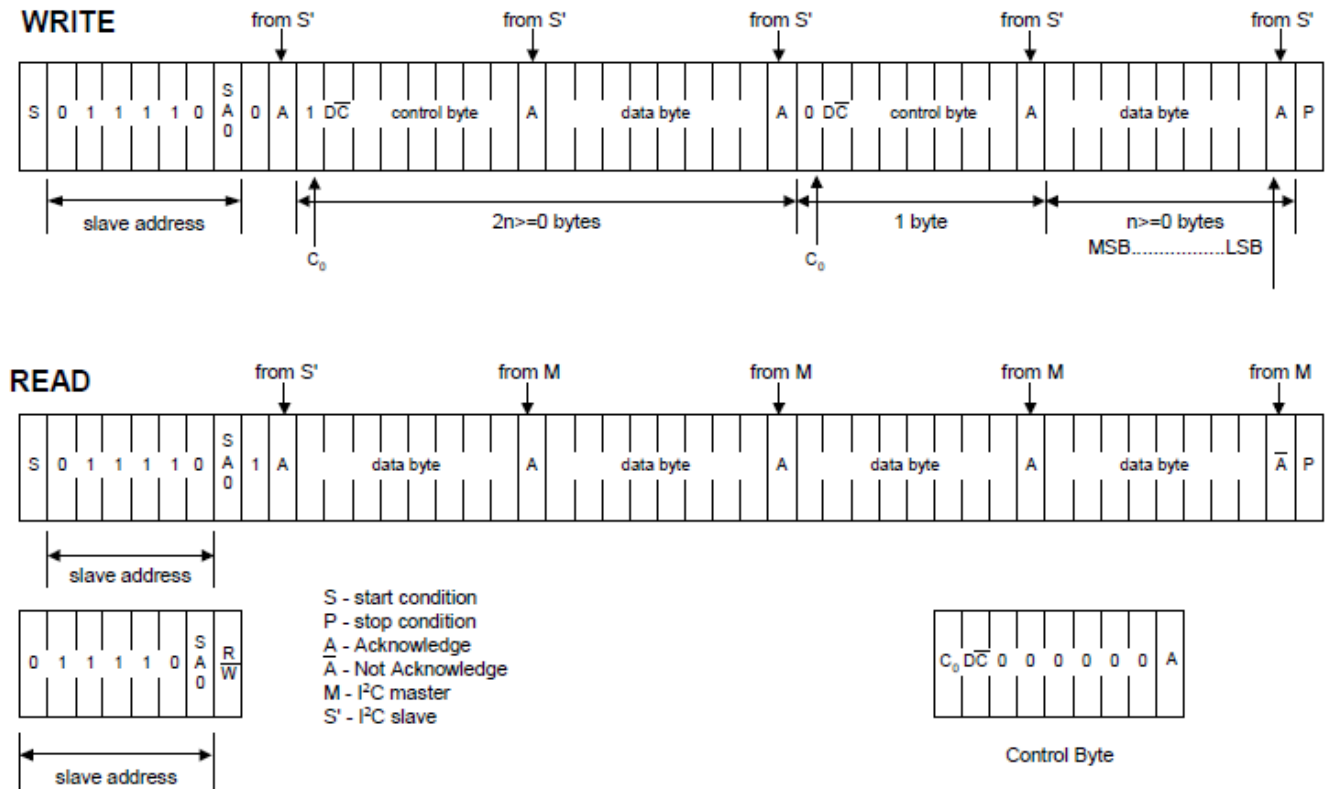 WRITE
from S' from S' from S' from S' from S'
S 0 1 1 1 1 0 SA0 0 A 1 DC̅ control byte A data byte A 0 DC̅ control byte A data byte A P
slave address 2n>=0 bytes 1 byte n>=0 bytes
MSB.................LSB
C₀ C₀
READ
from S' from M from M from M from M
S 0 1 1 1 1 0 SA0 1 A data byte A data byte A data byte A data byte A̅ P
slave address
0 1 1 1 1 0 SA0 R/W̅
slave address
S - start condition
P - stop condition
A - Acknowledge
A̅ - Not Acknowledge
M - I²C master
S' - I²C slave
C₀ DC̅ 0 0 0 0 0 0 A
Control Byte